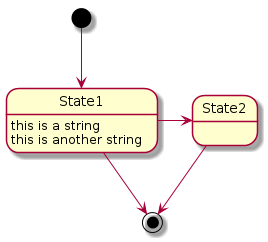 State1
this is a string
this is another string
State2